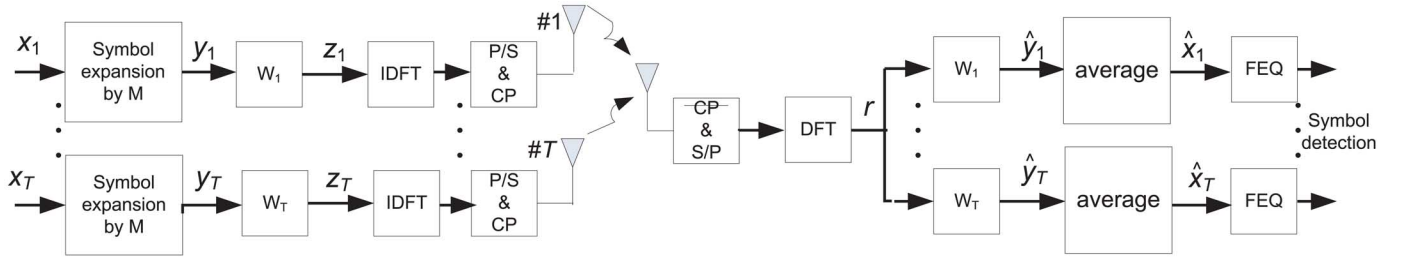 x1
Symbol
expansion
by M
y1
W1
z1
IDFT
P/S
&
CP
#1
xT
Symbol
expansion
by M
yT
WT
zT
IDFT
P/S
&
CP
#T
CP
&
S/P
DFT
r
W1
ŷ1
average
x̂1
FEQ
Symbol
detection
WT
ŷT
average
x̂T
FEQ